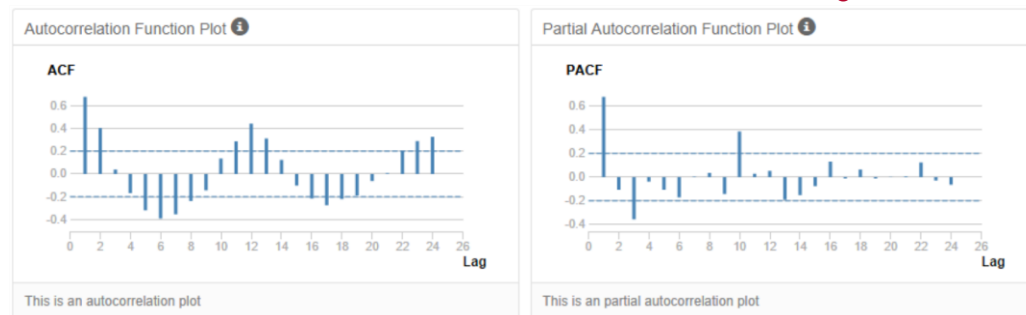 Autocorrelation Function Plot
ACF
0.6
0.4
0.2
0.0
-0.2
-0.4
0 2 4 6 8 10 12 14 16 18 20 22 24 26
Lag
This is an autocorrelation plot
Partial Autocorrelation Function Plot
PACF
0.6
0.4
0.2
0.0
-0.2
-0.4
0 2 4 6 8 10 12 14 16 18 20 22 24 26
Lag
This is an partial autocorrelation plot